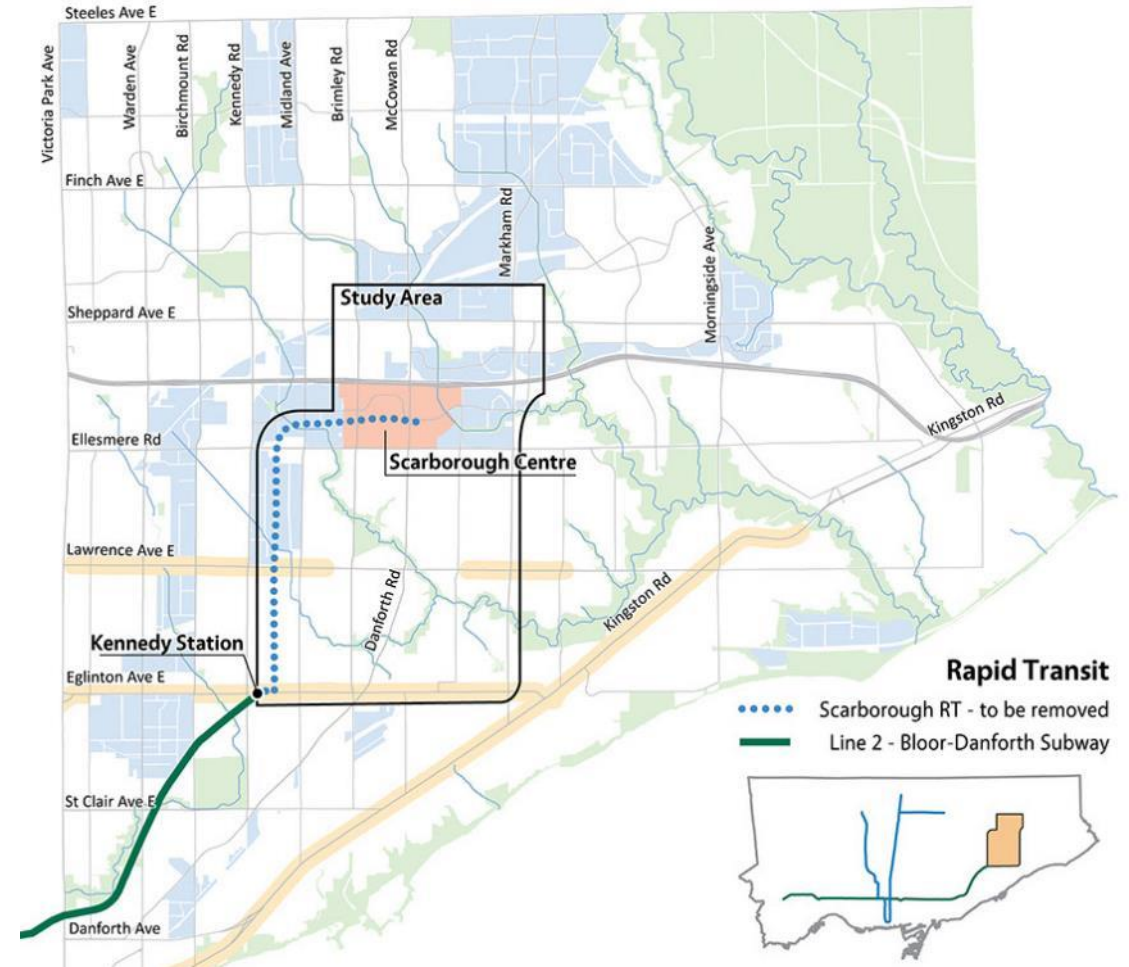 Steeles Ave E
Victoria Park Ave
Warden Ave
Birchmount Rd
Kennedy Rd
Midland Ave
Brimley Rd
McCowan Rd
Finch Ave E
Markham Rd
Morningside Ave
Study Area
Sheppard Ave E
Kingston Rd
Ellesmere Rd
Scarborough Centre
Lawrence Ave E
Danforth Rd
Kingston Rd
Kennedy Station
Eglinton Ave E
Rapid Transit
Scarborough RT - to be removed
Line 2 - Bloor-Danforth Subway
St Clair Ave E
Danforth Ave